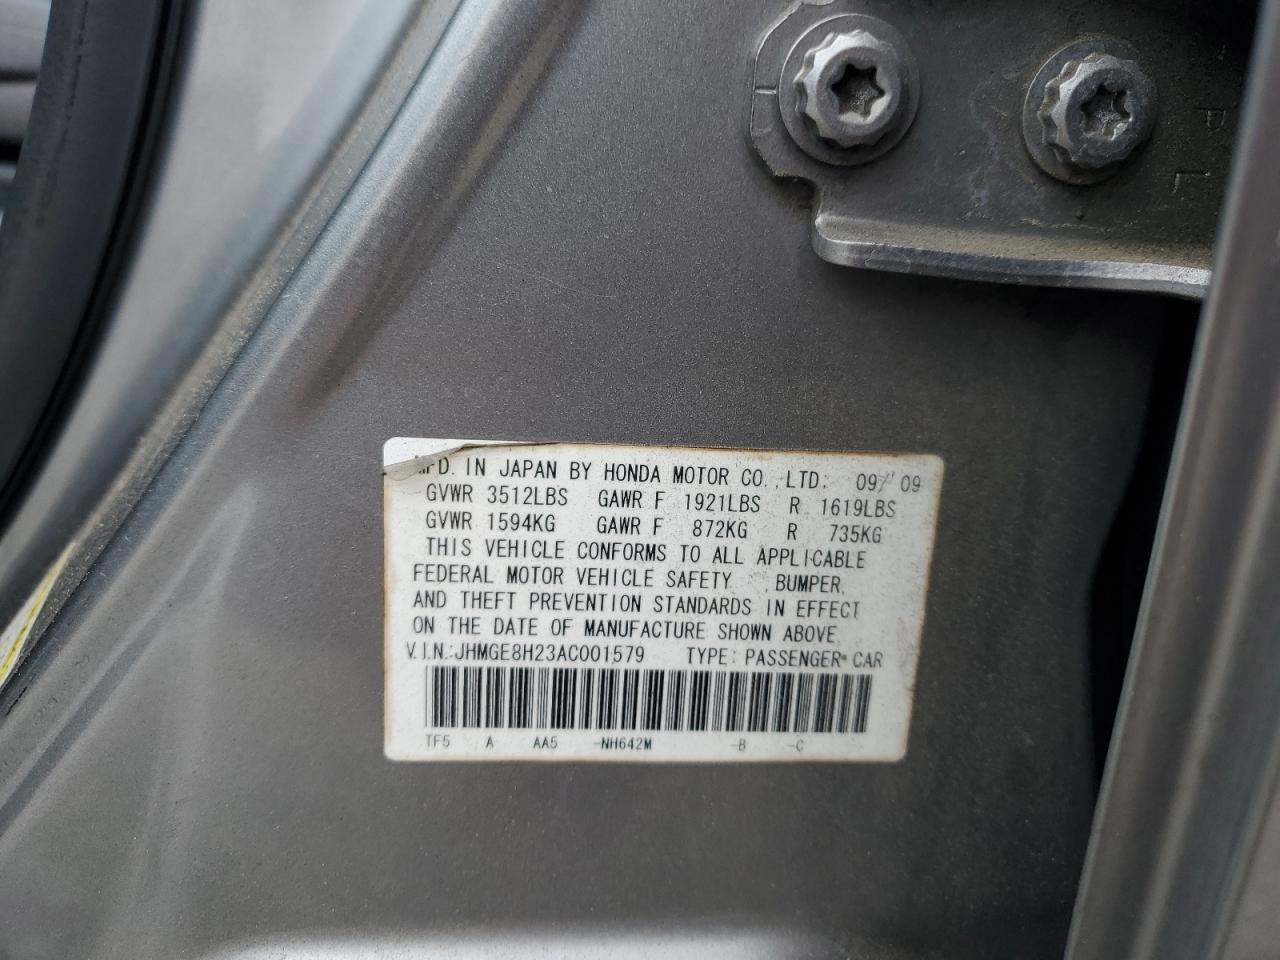 MFD. IN JAPAN BY HONDA MOTOR CO.,LTD: 09/09
GVWR 3512LBS GAWR F 1921LBS R 1619LBS
GVWR 1594KG GAWR F 872KG R 735KG
THIS VEHICLE CONFORMS TO ALL APPLICABLE
FEDERAL MOTOR VEHICLE SAFETY, BUMPER,
AND THEFT PREVENTION STANDARDS IN EFFECT
ON THE DATE OF MANUFACTURE SHOWN ABOVE.
V.I.N.:JHMGE8H23AC001579 TYPE: PASSENGER CAR
TF5 A AA5 -NH642M -B -C